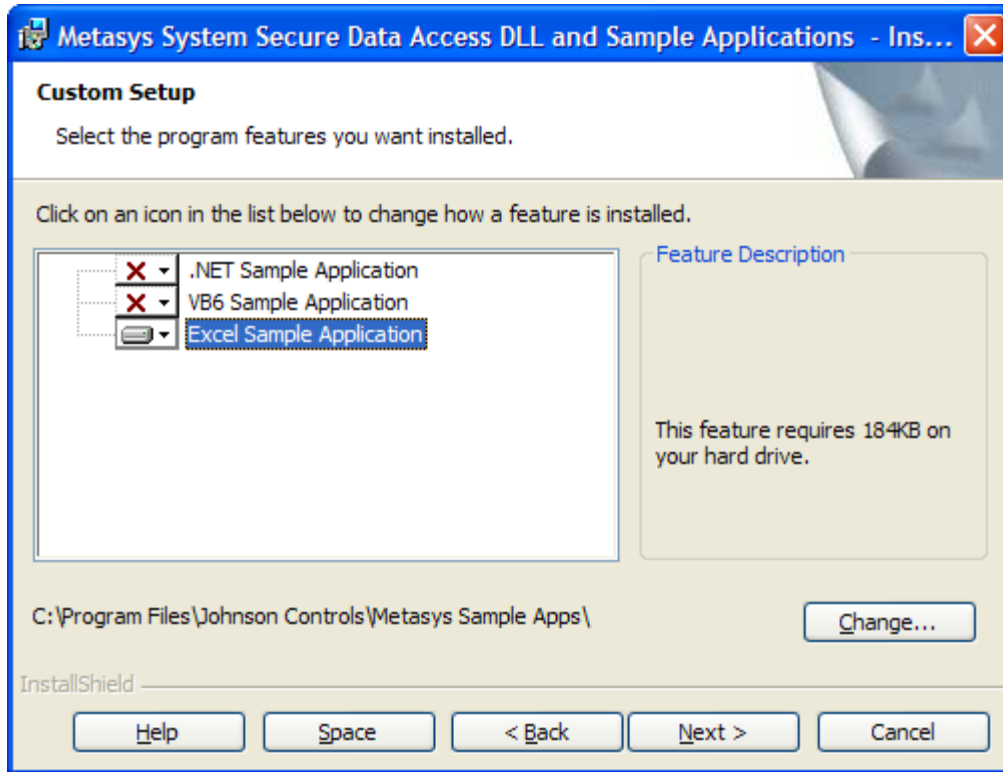 Metasys System Secure Data Access DLL and Sample Applications - Ins...
Custom Setup
Select the program features you want installed.
Click on an icon in the list below to change how a feature is installed.
.NET Sample Application
VB6 Sample Application
Excel Sample Application
Feature Description
This feature requires 184KB on
your hard drive.
C:\Program Files\Johnson Controls\Metasys Sample Apps\
Change...
InstallShield
Help
Space
< Back
Next >
Cancel